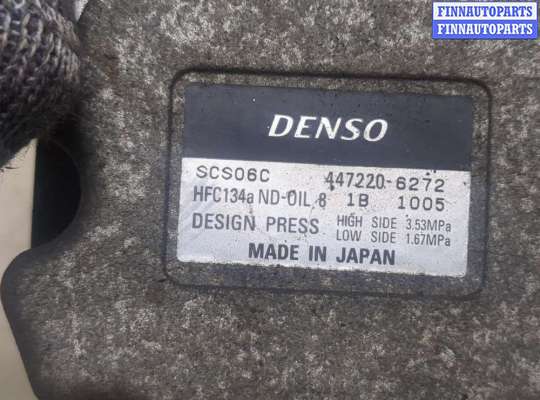 FINNAUTOPARTS
FINNAUTOPARTS
DENSO
SCS06C 447220-6272
HFC134a ND-OIL 8 1B 1005
DESIGN PRESS HIGH SIDE 3.53MPa
LOW SIDE 1.67MPa
MADE IN JAPAN